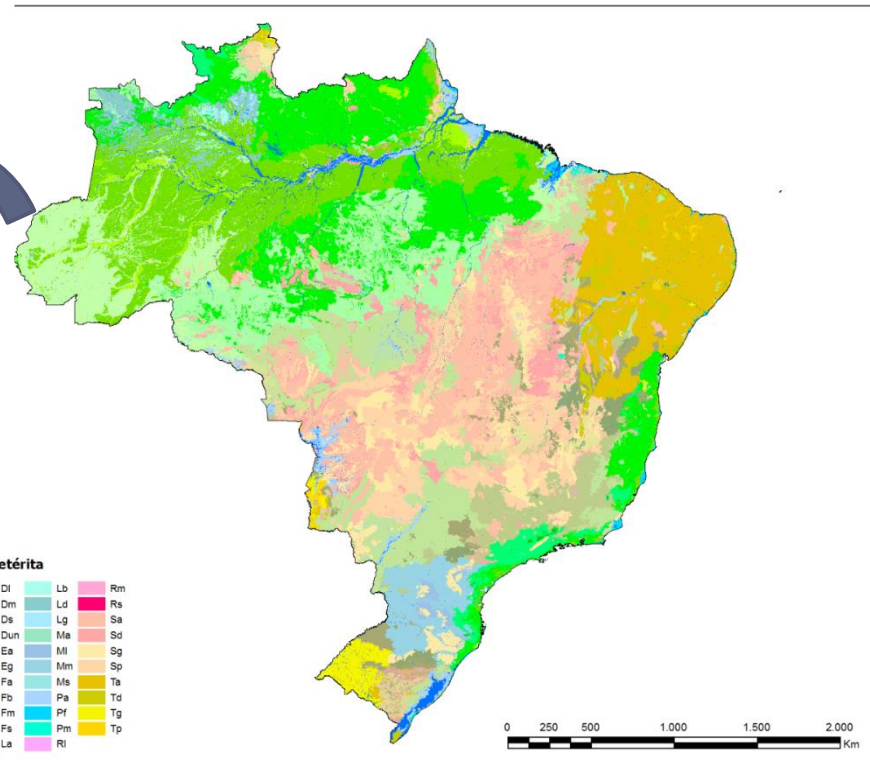 etérita
Dl Lb Rm
Dm Ld Rs
Ds Lg Sa
Dun Ma Sd
Ea Ml Sg
Eg Mm Sp
Fa Ms Ta
Fb Pa Td
Fm Pf Tg
Fs Pm Tp
La Rl
0 250 500 1.000 1.500 2.000
Km